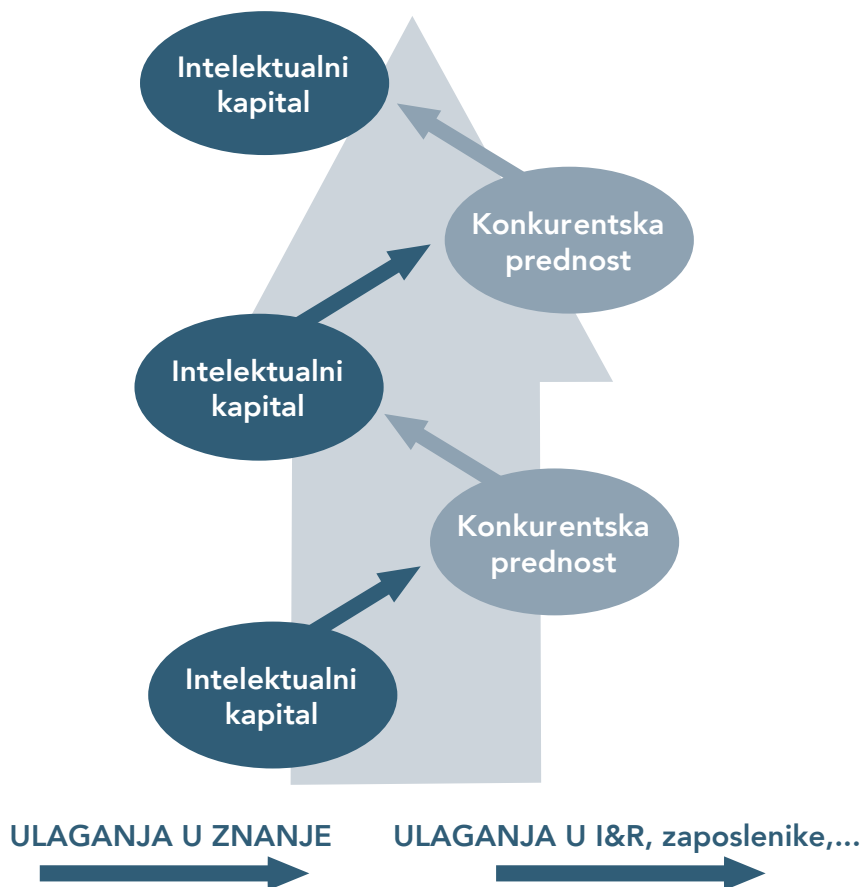 Intelektualni
kapital
Konkurentska
prednost
Intelektualni
kapital
Konkurentska
prednost
Intelektualni
kapital
ULAGANJA U ZNANJE
ULAGANJA U I&R, zaposlenike,...